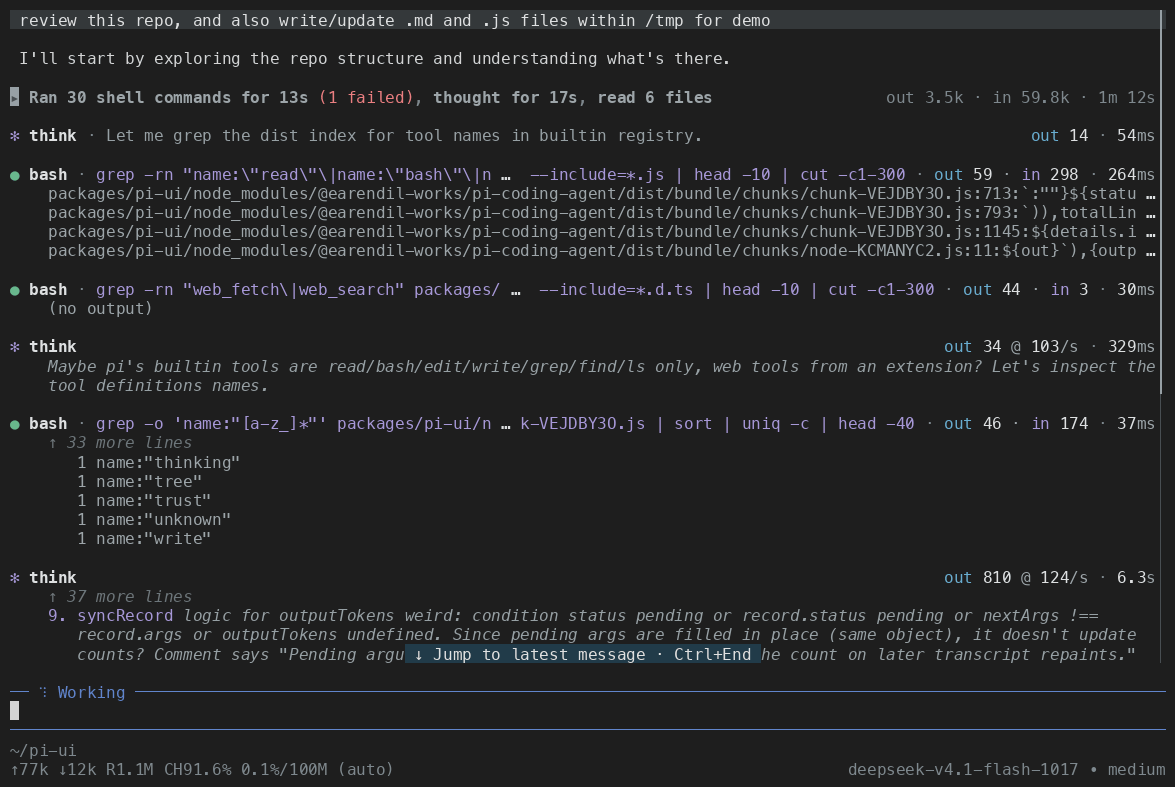 review this repo, and also write/update .md and .js files within /tmp for demo
I'll start by exploring the repo structure and understanding what's there.
▸ Ran 30 shell commands for 13s (1 failed), thought for 17s, read 6 files out 3.5k · in 59.8k · 1m 12s
✻ think · Let me grep the dist index for tool names in builtin registry. out 14 · 54ms
● bash · grep -rn "name:\"read\"\|name:\"bash\"\|n … --include=*.js | head -10 | cut -c1-300 · out 59 · in 298 · 264ms
packages/pi-ui/node_modules/@earendil-works/pi-coding-agent/dist/bundle/chunks/chunk-VEJDBY3O.js:713:`:""}${statu …
packages/pi-ui/node_modules/@earendil-works/pi-coding-agent/dist/bundle/chunks/chunk-VEJDBY3O.js:793:`)),totalLin …
packages/pi-ui/node_modules/@earendil-works/pi-coding-agent/dist/bundle/chunks/chunk-VEJDBY3O.js:1145:${details.i …
packages/pi-ui/node_modules/@earendil-works/pi-coding-agent/dist/bundle/chunks/node-KCMANYC2.js:11:${out}`),{outp …
● bash · grep -rn "web_fetch\|web_search" packages/ … --include=*.d.ts | head -10 | cut -c1-300 · out 44 · in 3 · 30ms
(no output)
✻ think out 34 @ 103/s · 329ms
Maybe pi's builtin tools are read/bash/edit/write/grep/find/ls only, web tools from an extension? Let's inspect the
tool definitions names.
● bash · grep -o 'name:"[a-z_]*"' packages/pi-ui/n … k-VEJDBY3O.js | sort | uniq -c | head -40 · out 46 · in 174 · 37ms
↑ 33 more lines
1 name:"thinking"
1 name:"tree"
1 name:"trust"
1 name:"unknown"
1 name:"write"
✻ think out 810 @ 124/s · 6.3s
↑ 37 more lines
9. syncRecord logic for outputTokens weird: condition status pending or record.status pending or nextArgs !==
record.args or outputTokens undefined. Since pending args are filled in place (same object), it doesn't update
counts? Comment says "Pending argu ↓ Jump to latest message · Ctrl+End he count on later transcript repaints."
Working
~/pi-ui
↑77k ↓12k R1.1M CH91.6% 0.1%/100M (auto) deepseek-v4.1-flash-1017 • medium